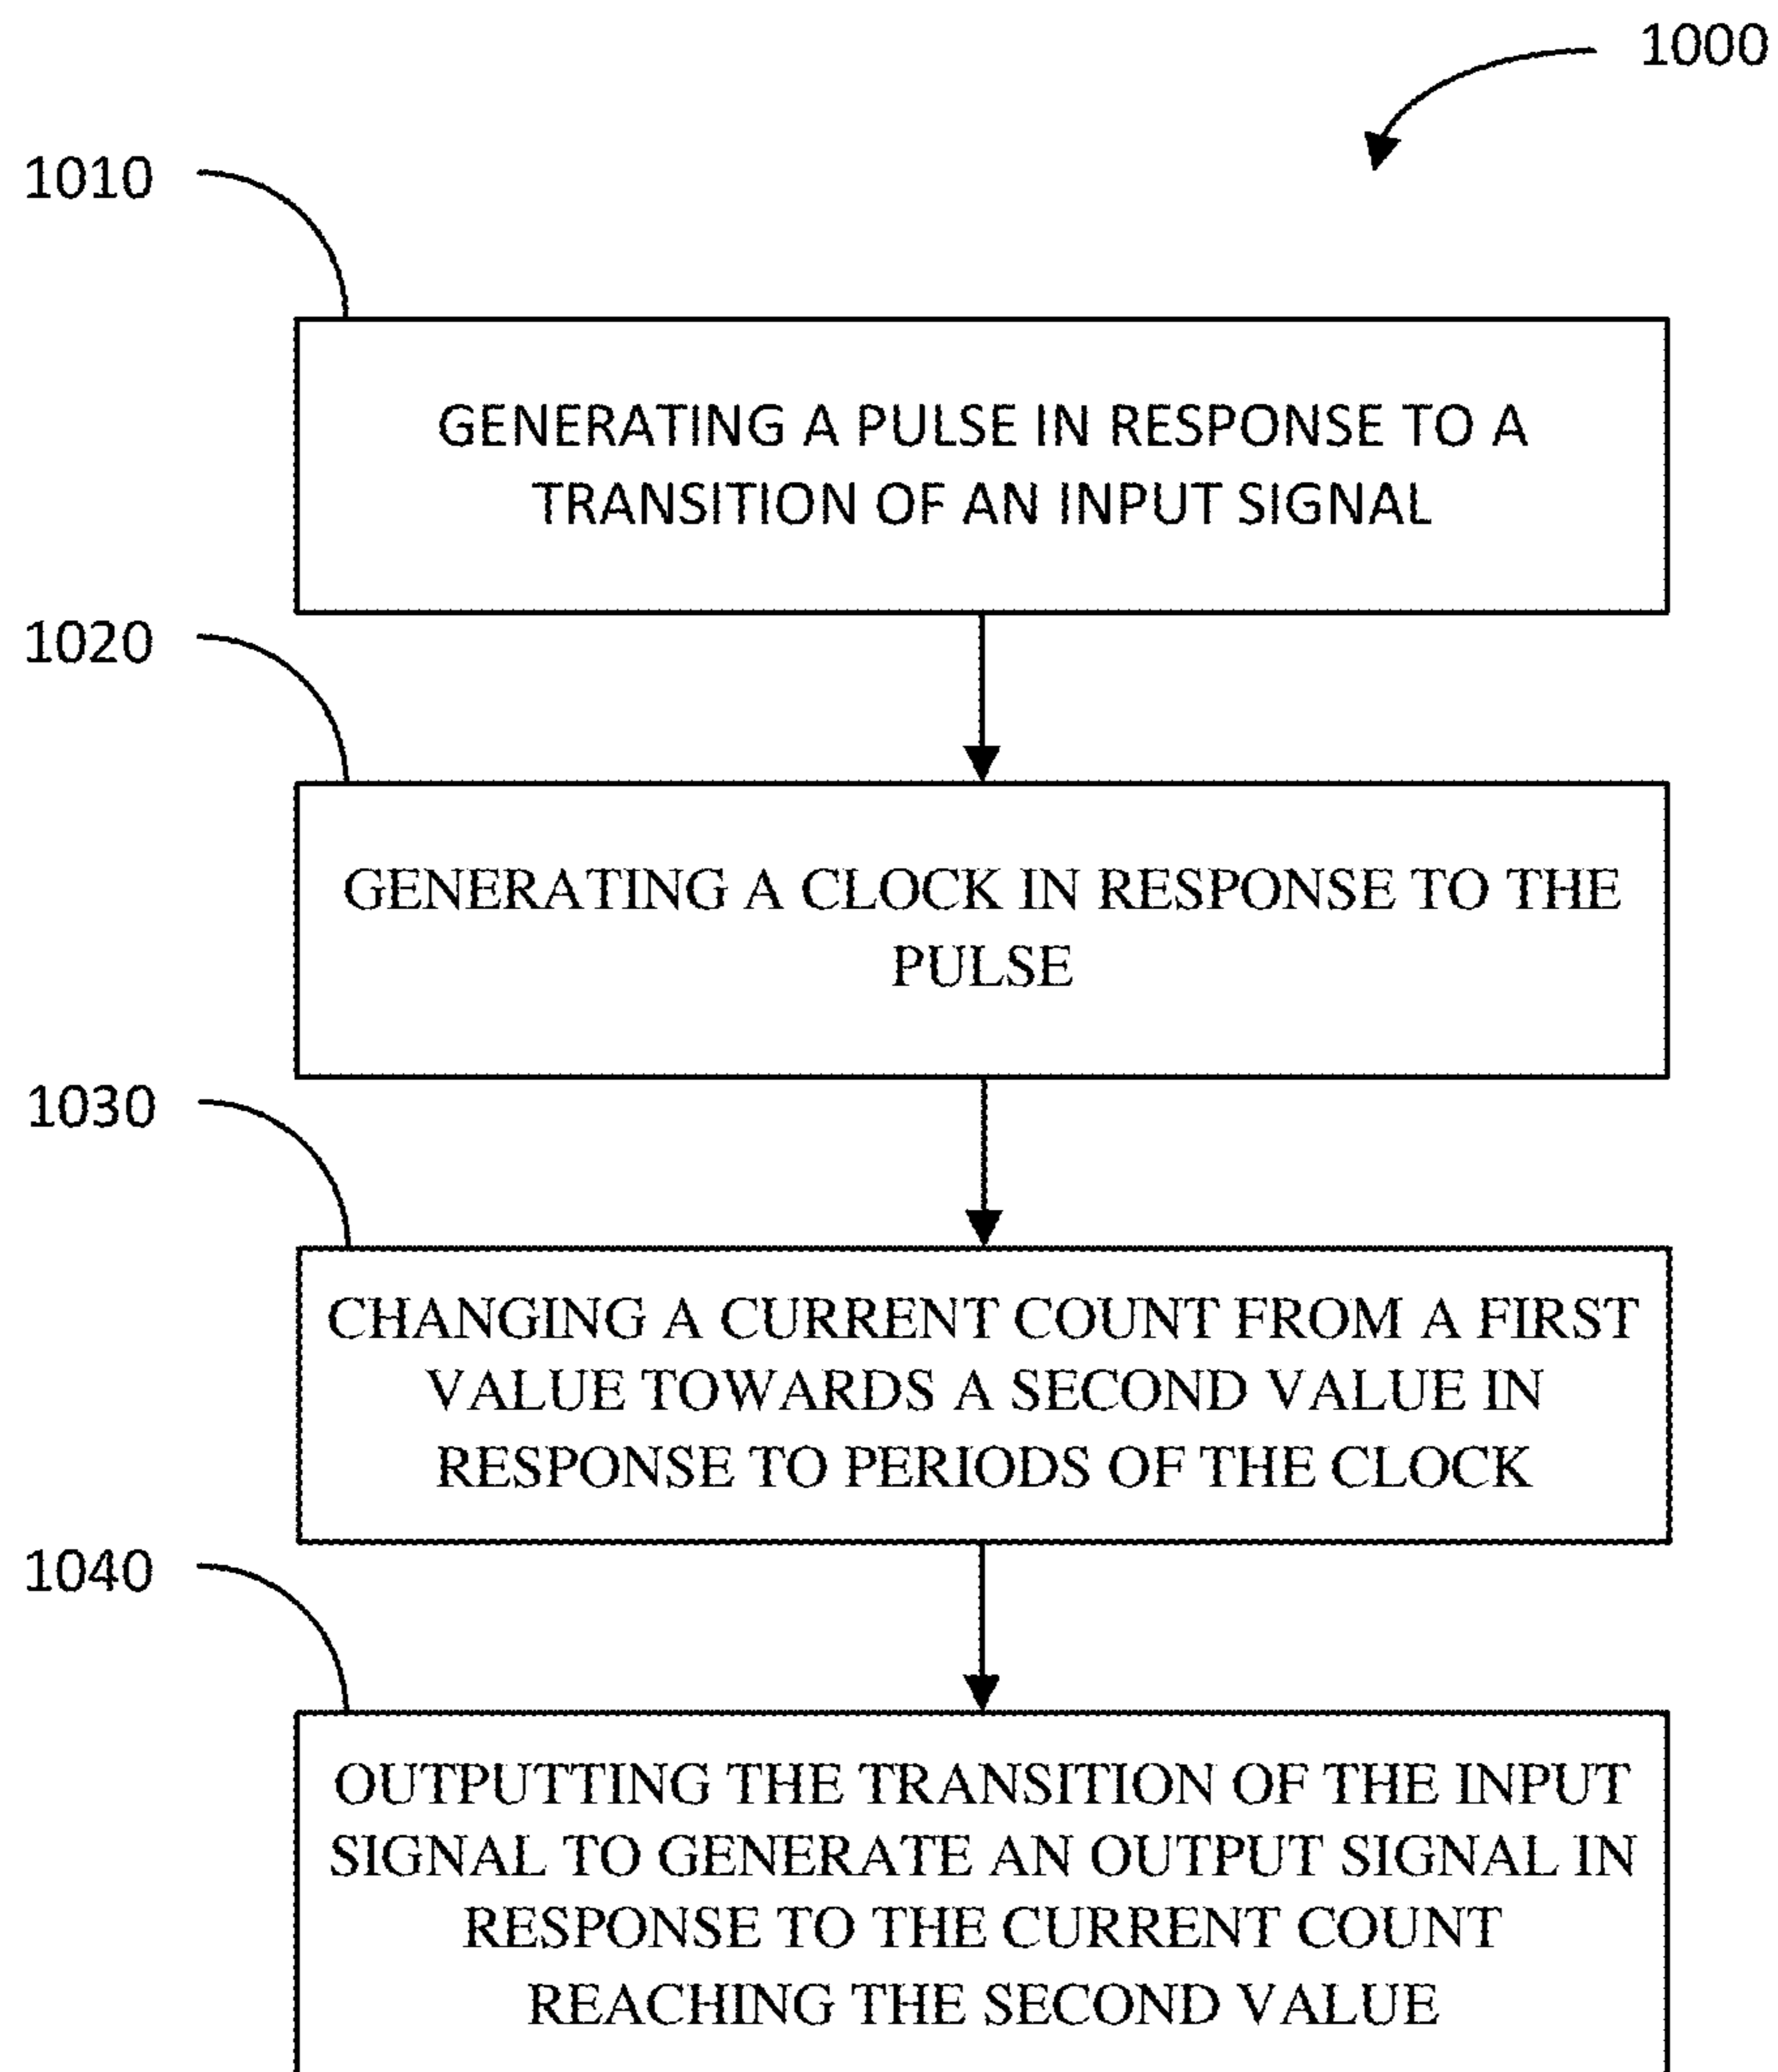 1000
1010
GENERATING A PULSE IN RESPONSE TO A
TRANSITION OF AN INPUT SIGNAL
1020
GENERATING A CLOCK IN RESPONSE TO THE
PULSE
1030
CHANGING A CURRENT COUNT FROM A FIRST
VALUE TOWARDS A SECOND VALUE IN
RESPONSE TO PERIODS OF THE CLOCK
1040
OUTPUTTING THE TRANSITION OF THE INPUT
SIGNAL TO GENERATE AN OUTPUT SIGNAL IN
RESPONSE TO THE CURRENT COUNT
REACHING THE SECOND VALUE